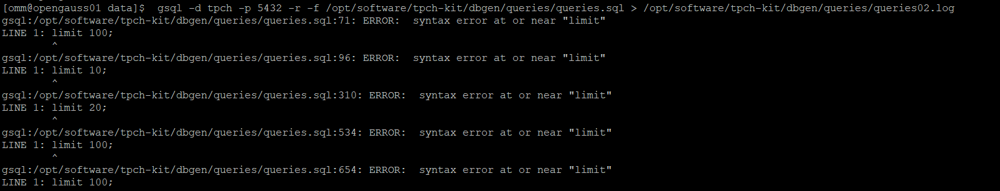 [omm@opengauss01 data]$  gsql -d tpch -p 5432 -r -f /opt/software/tpch-kit/dbgen/queries/queries.sql > /opt/software/tpch-kit/dbgen/queries/queries02.log
gsql:/opt/software/tpch-kit/dbgen/queries/queries.sql:71: ERROR:  syntax error at or near "limit"
LINE 1: limit 100;
        ^
gsql:/opt/software/tpch-kit/dbgen/queries/queries.sql:96: ERROR:  syntax error at or near "limit"
LINE 1: limit 10;
        ^
gsql:/opt/software/tpch-kit/dbgen/queries/queries.sql:310: ERROR:  syntax error at or near "limit"
LINE 1: limit 20;
        ^
gsql:/opt/software/tpch-kit/dbgen/queries/queries.sql:534: ERROR:  syntax error at or near "limit"
LINE 1: limit 100;
        ^
gsql:/opt/software/tpch-kit/dbgen/queries/queries.sql:654: ERROR:  syntax error at or near "limit"
LINE 1: limit 100;